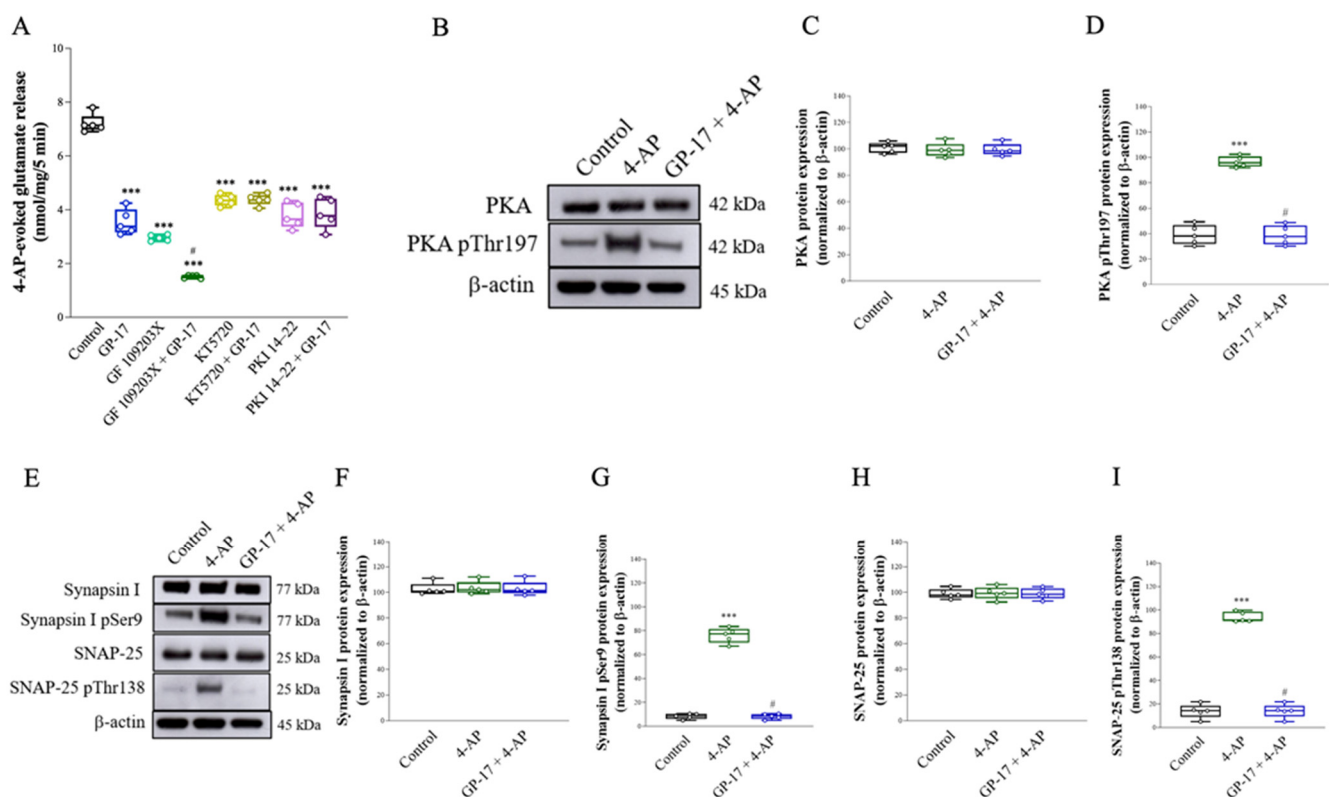 A
4-AP-evoked glutamate release
(nmol/mg/5 min)
10
8
6
4
2
0
***
***
#
***
***
***
***
***
Control
GP-17
GF 109203X
GF 109203X + GP-17
KT5720
KT5720 + GP-17
PKI 14–22
PKI 14–22 + GP-17
B
Control
4-AP
GP-17 + 4-AP
PKA 42 kDa
PKA pThr197 42 kDa
β-actin 45 kDa
C
PKA protein expression
(normalized to β-actin)
140
120
100
80
60
40
20
0
Control
4-AP
GP-17 + 4-AP
D
PKA pThr197 protein expression
(normalized to β-actin)
140
120
100
80
60
40
20
0
***
#
Control
4-AP
GP-17 + 4-AP
E
Control
4-AP
GP-17 + 4-AP
Synapsin I 77 kDa
Synapsin I pSer9 77 kDa
SNAP-25 25 kDa
SNAP-25 pThr138 25 kDa
β-actin 45 kDa
F
Synapsin I protein expression
(normalized to β-actin)
140
120
100
80
60
40
20
0
Control
4-AP
GP-17 + 4-AP
G
Synapsin I pSer9 protein expression
(normalized to β-actin)
140
120
100
80
60
40
20
0
***
#
Control
4-AP
GP-17 + 4-AP
H
SNAP-25 protein expression
(normalized to β-actin)
140
120
100
80
60
40
20
0
Control
4-AP
GP-17 + 4-AP
I
SNAP-25 pThr138 protein expression
(normalized to β-actin)
140
120
100
80
60
40
20
0
***
#
Control
4-AP
GP-17 + 4-AP